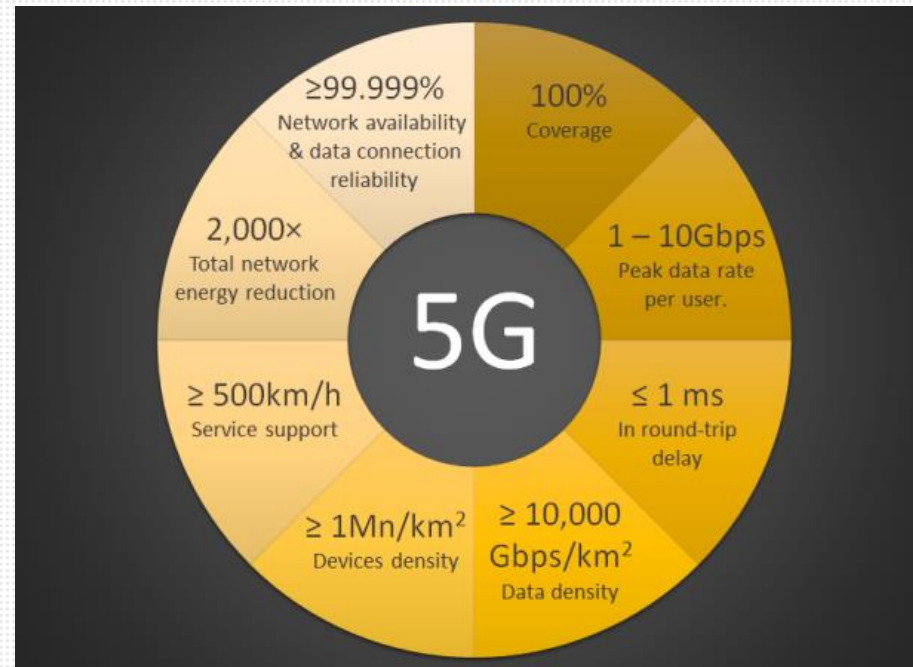 100%
Coverage
1 – 10Gbps
Peak data rate
per user.
≤ 1 ms
In round-trip
delay
≥ 10,000
Gbps/km²
Data density
≥ 1Mn/km²
Devices density
≥ 500km/h
Service support
2,000×
Total network
energy reduction
≥99.999%
Network availability
& data connection
reliability
5G